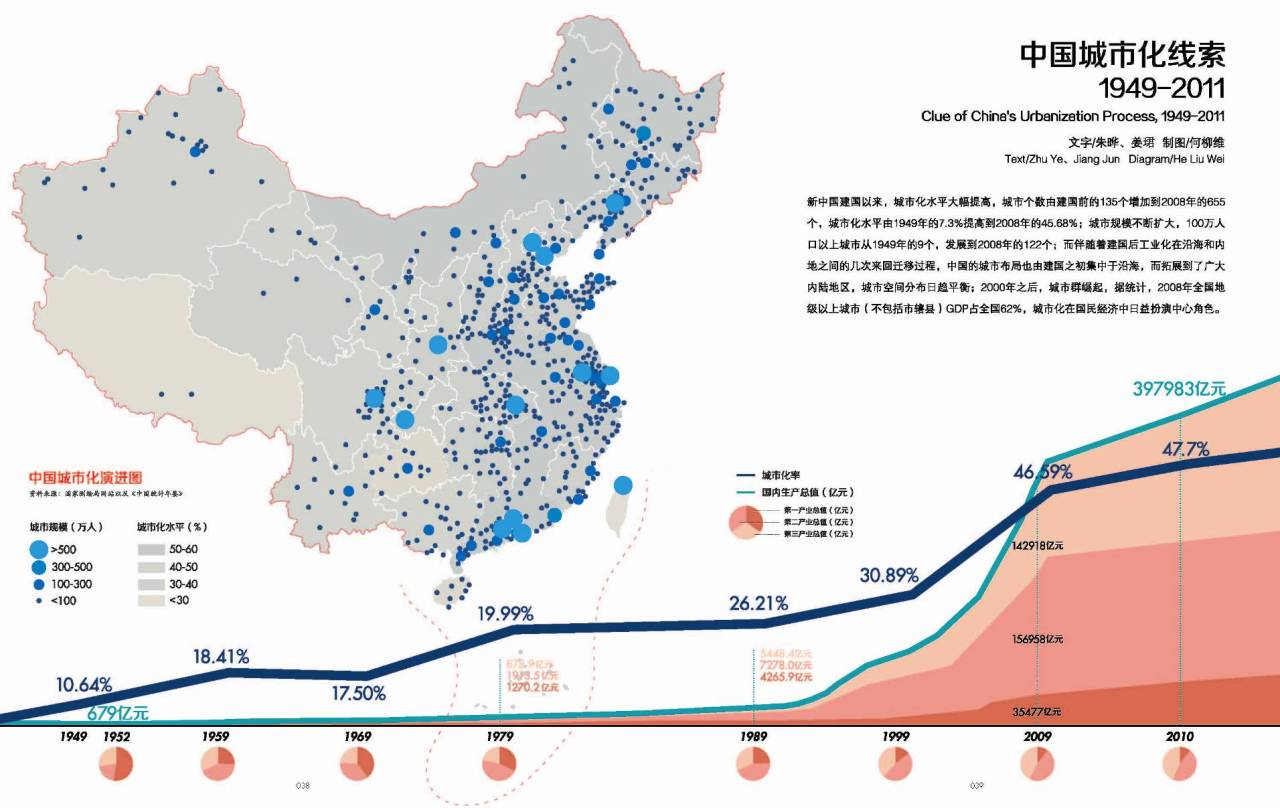 中国城市化线索
1949-2011
Clue of China's Urbanization Process, 1949-2011
文字/朱晔、姜珺 制图/何柳维
Text/Zhu Ye、Jiang Jun Diagram/He Liu Wei
新中国建国以来，城市化水平大幅提高，城市个数由建国前的135个增加到2008年的655
个，城市化水平由1949年的7.3%提高到2008年的45.68%；城市规模不断扩大，100万人
口以上城市从1949年的9个，发展到2008年的122个；而伴随着建国后工业化在沿海和内
地之间的几次来回迁移过程，中国的城市布局也由建国之初集中于沿海，而拓展到了广大
内陆地区，城市空间分布日趋平衡；2000年之后，城市群崛起，据统计，2008年全国地
级以上城市（不包括市辖县）GDP占全国62%，城市化在国民经济中日益扮演中心角色。
中国城市化演进图
资料来源：国家测绘局网站以及《中国统计年鉴》
城市规模（万人）
>500
300-500
100-300
<100
城市化水平（%）
50-60
40-50
30-40
<30
城市化率
国内生产总值（亿元）
第一产业总值（亿元）
第二产业总值（亿元）
第三产业总值（亿元）
397983亿元
47.7%
46.59%
142918亿元
156958亿元
35477亿元
30.89%
26.21%
5448.4亿元
7278.0亿元
4265.9亿元
19.99%
878.9亿元
1913.5亿元
1270.2亿元
17.50%
18.41%
10.64%
679亿元
1949 1952 1959 1969 1979 1989 1999 2009 2010
038
039